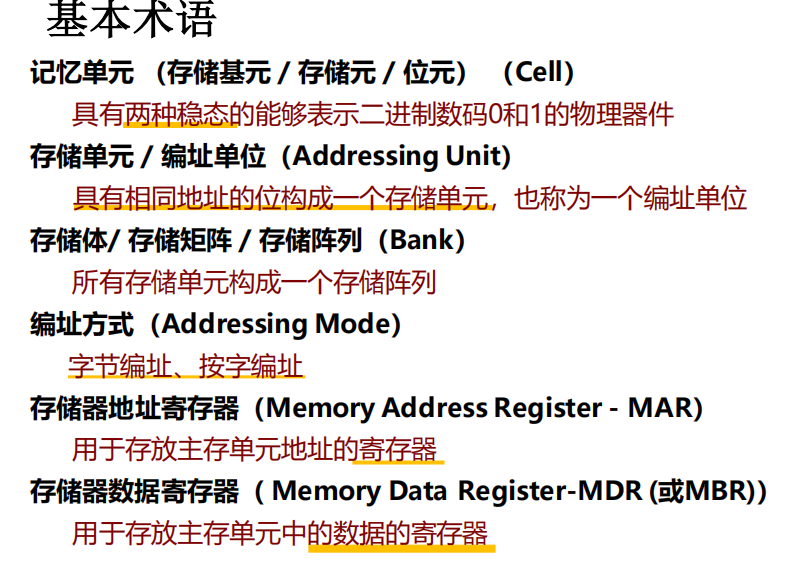 基本术语
记忆单元 （存储基元 / 存储元 / 位元） （Cell）
具有两种稳态的能够表示二进制数码0和1的物理器件
存储单元 / 编址单位（Addressing Unit）
具有相同地址的位构成一个存储单元，也称为一个编址单位
存储体/ 存储矩阵 / 存储阵列（Bank）
所有存储单元构成一个存储阵列
编址方式（Addressing Mode）
字节编址、按字编址
存储器地址寄存器（Memory Address Register - MAR）
用于存放主存单元地址的寄存器
存储器数据寄存器（ Memory Data Register-MDR (或MBR)）
用于存放主存单元中的数据的寄存器